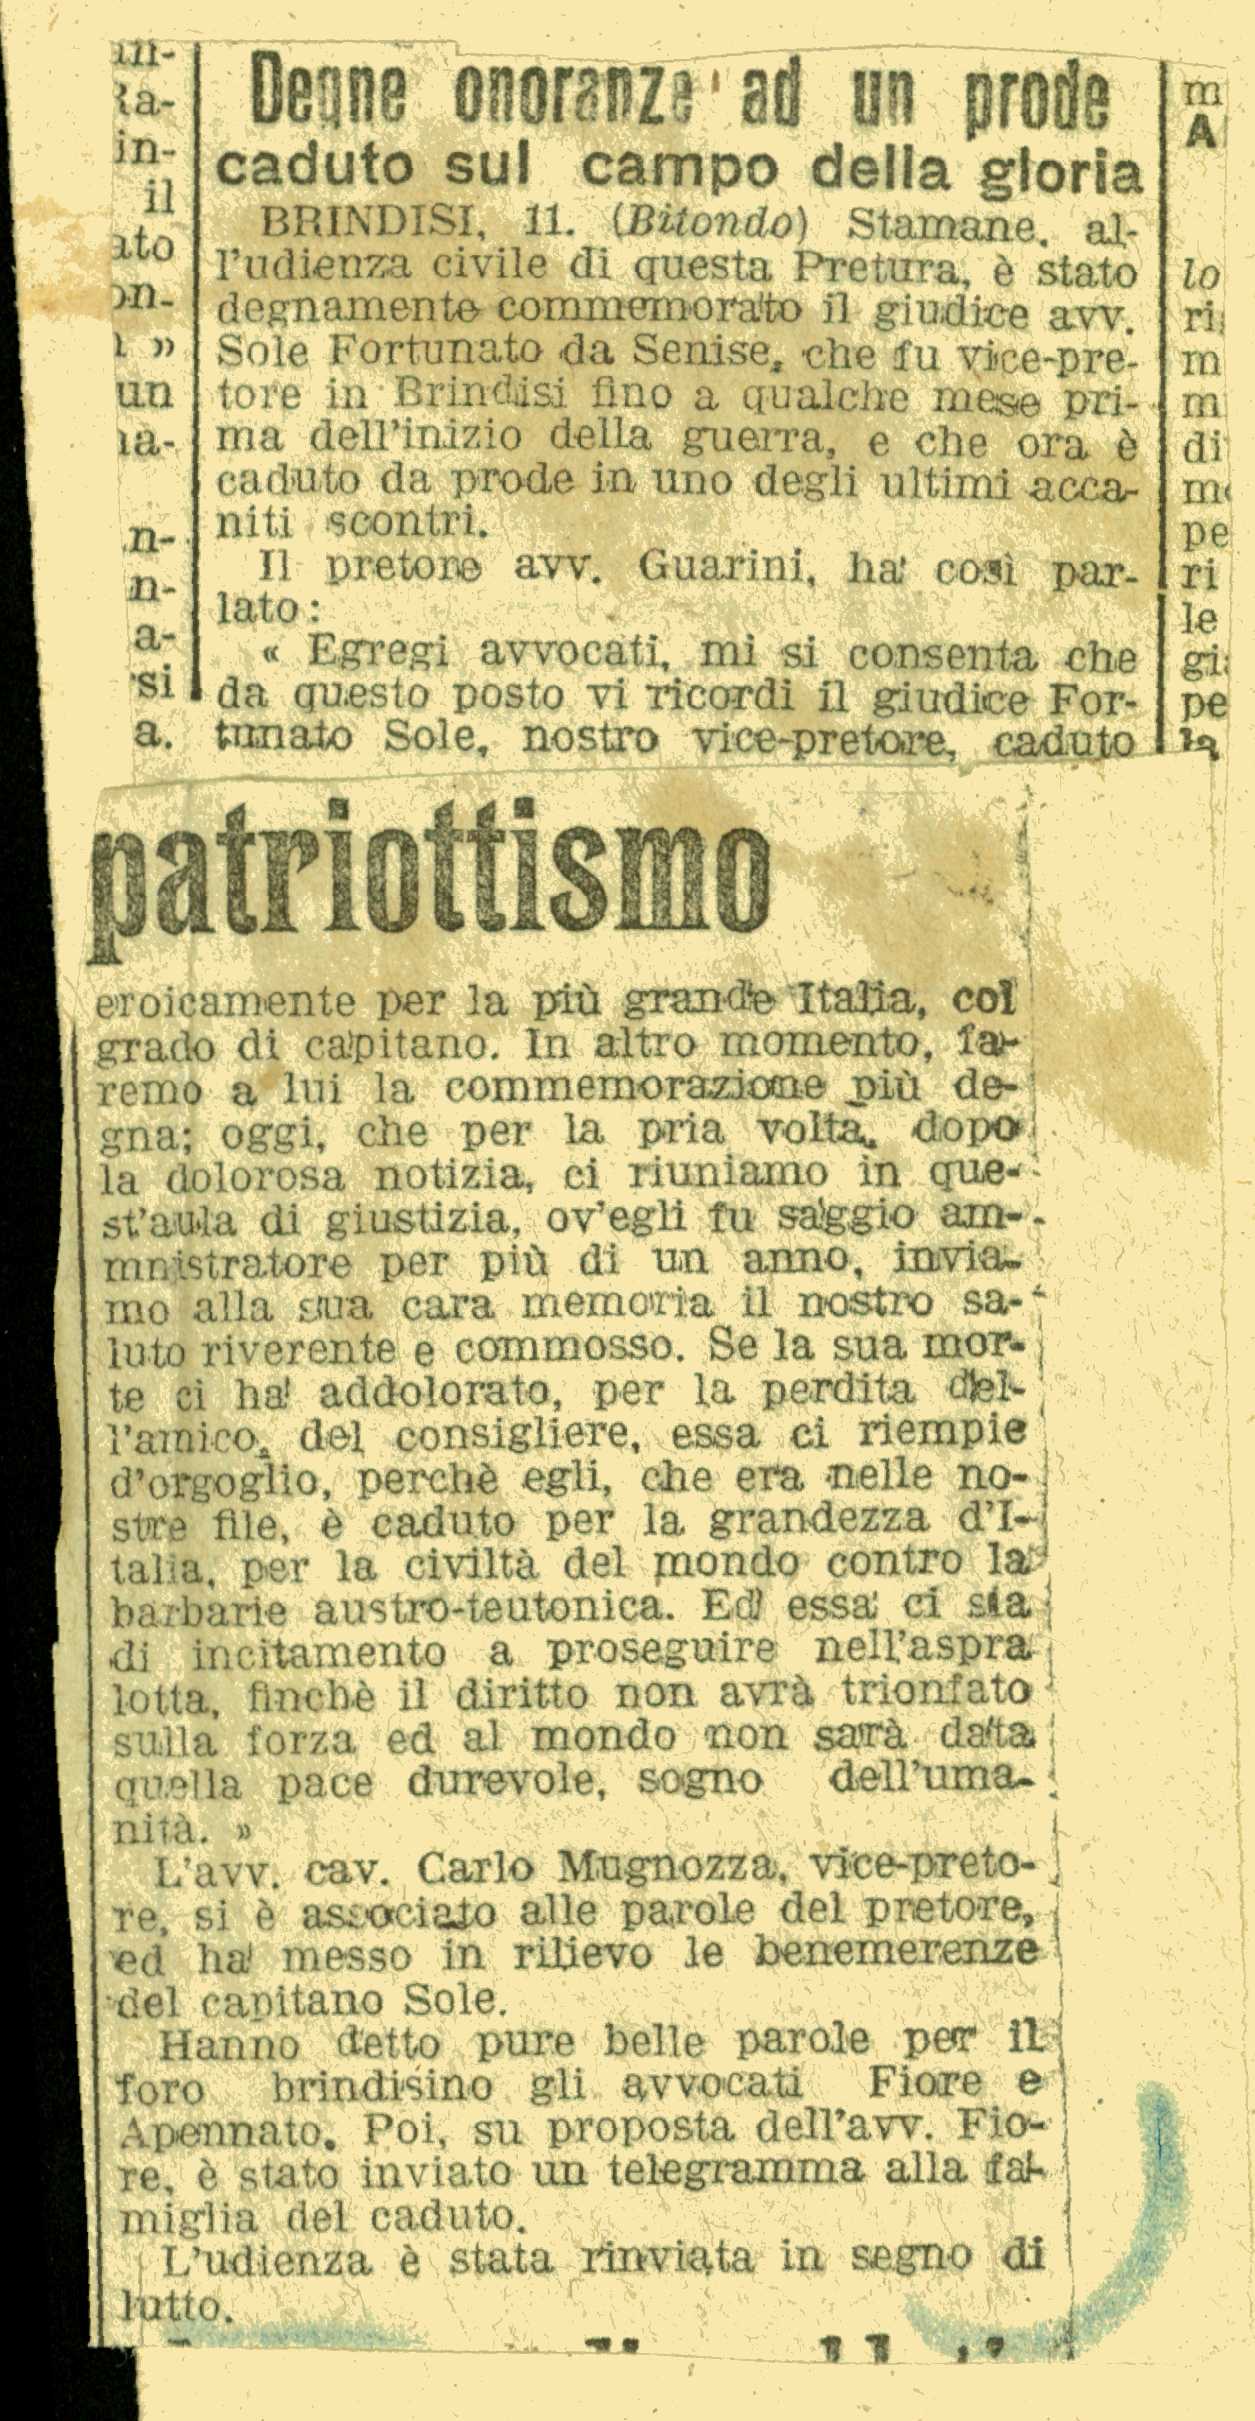 Degne onoranze ad un prode
caduto sul campo della gloria
BRINDISI, 11. (Bitondo) Stamane, al-
l'udienza civile di questa Pretura, è stato
degnamente commemorato il giudice avv.
Sole Fortunato da Senise, che fu vice-pre-
tore in Brindisi fino a qualche mese pri-
ma dell'inizio della guerra, e che ora è
caduto da prode in uno degli ultimi acca-
niti scontri.
Il pretore avv. Guarini, ha così par-
lato:
« Egregi avvocati, mi si consenta che
da questo posto vi ricordi il giudice For-
tunato Sole, nostro vice-pretore, caduto
patriottismo
eroicamente per la più grande Italia, col
grado di capitano. In altro momento, fa-
remo a lui la commemorazione più de-
gna; oggi, che per la pria volta, dopo
la dolorosa notizia, ci riuniamo in que-
st'aula di giustizia, ov'egli fu saggio am-
mnistratore per più di un anno, invia-
mo alla sua cara memoria il nostro sa-
luto riverente e commosso. Se la sua mor-
te ci ha addolorato, per la perdita del-
l'amico, del consigliere, essa ci riempie
d'orgoglio, perchè egli, che era nelle no-
stre file, è caduto per la grandezza d'I-
talia, per la civiltà del mondo contro la
barbarie austro-teutonica. Ed essa ci sia
di incitamento a proseguire nell'aspra
lotta, finchè il diritto non avrà trionfato
sulla forza ed al mondo non sarà data
quella pace durevole, sogno dell'uma-
nità. »
L'avv. cav. Carlo Mugnozza, vice-preto-
re, si è associato alle parole del pretore,
ed ha messo in rilievo le benemerenze
del capitano Sole.
Hanno detto pure belle parole per il
foro brindisino gli avvocati Fiore e
Apennato. Poi, su proposta dell'avv. Fio-
re, è stato inviato un telegramma alla fa-
miglia del caduto.
L'udienza è stata rinviata in segno di
lutto.